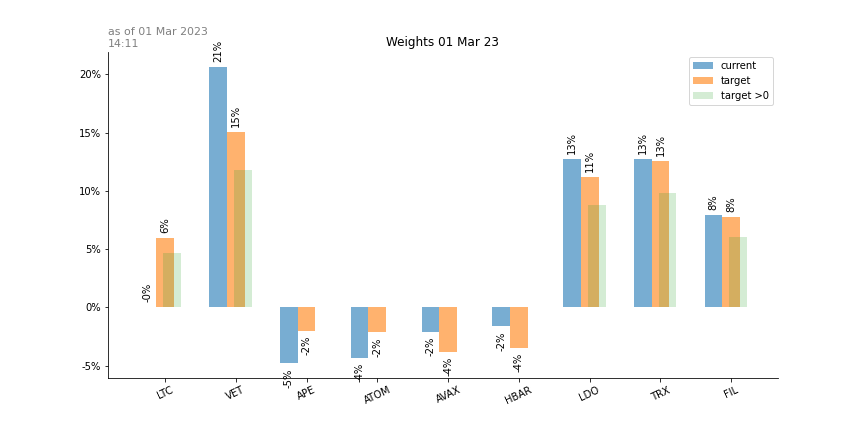 as of 01 Mar 2023
14:11
Weights 01 Mar 23
current
target
target >0
20%
15%
10%
5%
0%
-5%
-0%
6%
21%
15%
-5%
-2%
-4%
-2%
-2%
-4%
-2%
-4%
13%
11%
13%
13%
8%
8%
LTC
VET
APE
ATOM
AVAX
HBAR
LDO
TRX
FIL